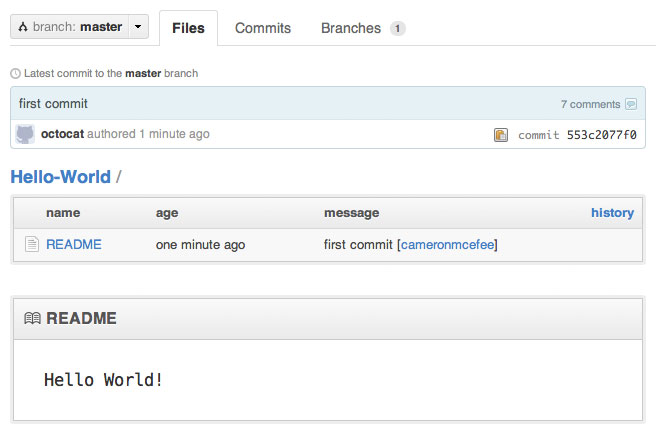 branch: master
Files
Commits
Branches 1
Latest commit to the master branch
first commit
7 comments
octocat authored 1 minute ago
commit 553c2077f0
Hello-World /
name age message history
README one minute ago first commit [cameronmcefee]
README
Hello World!